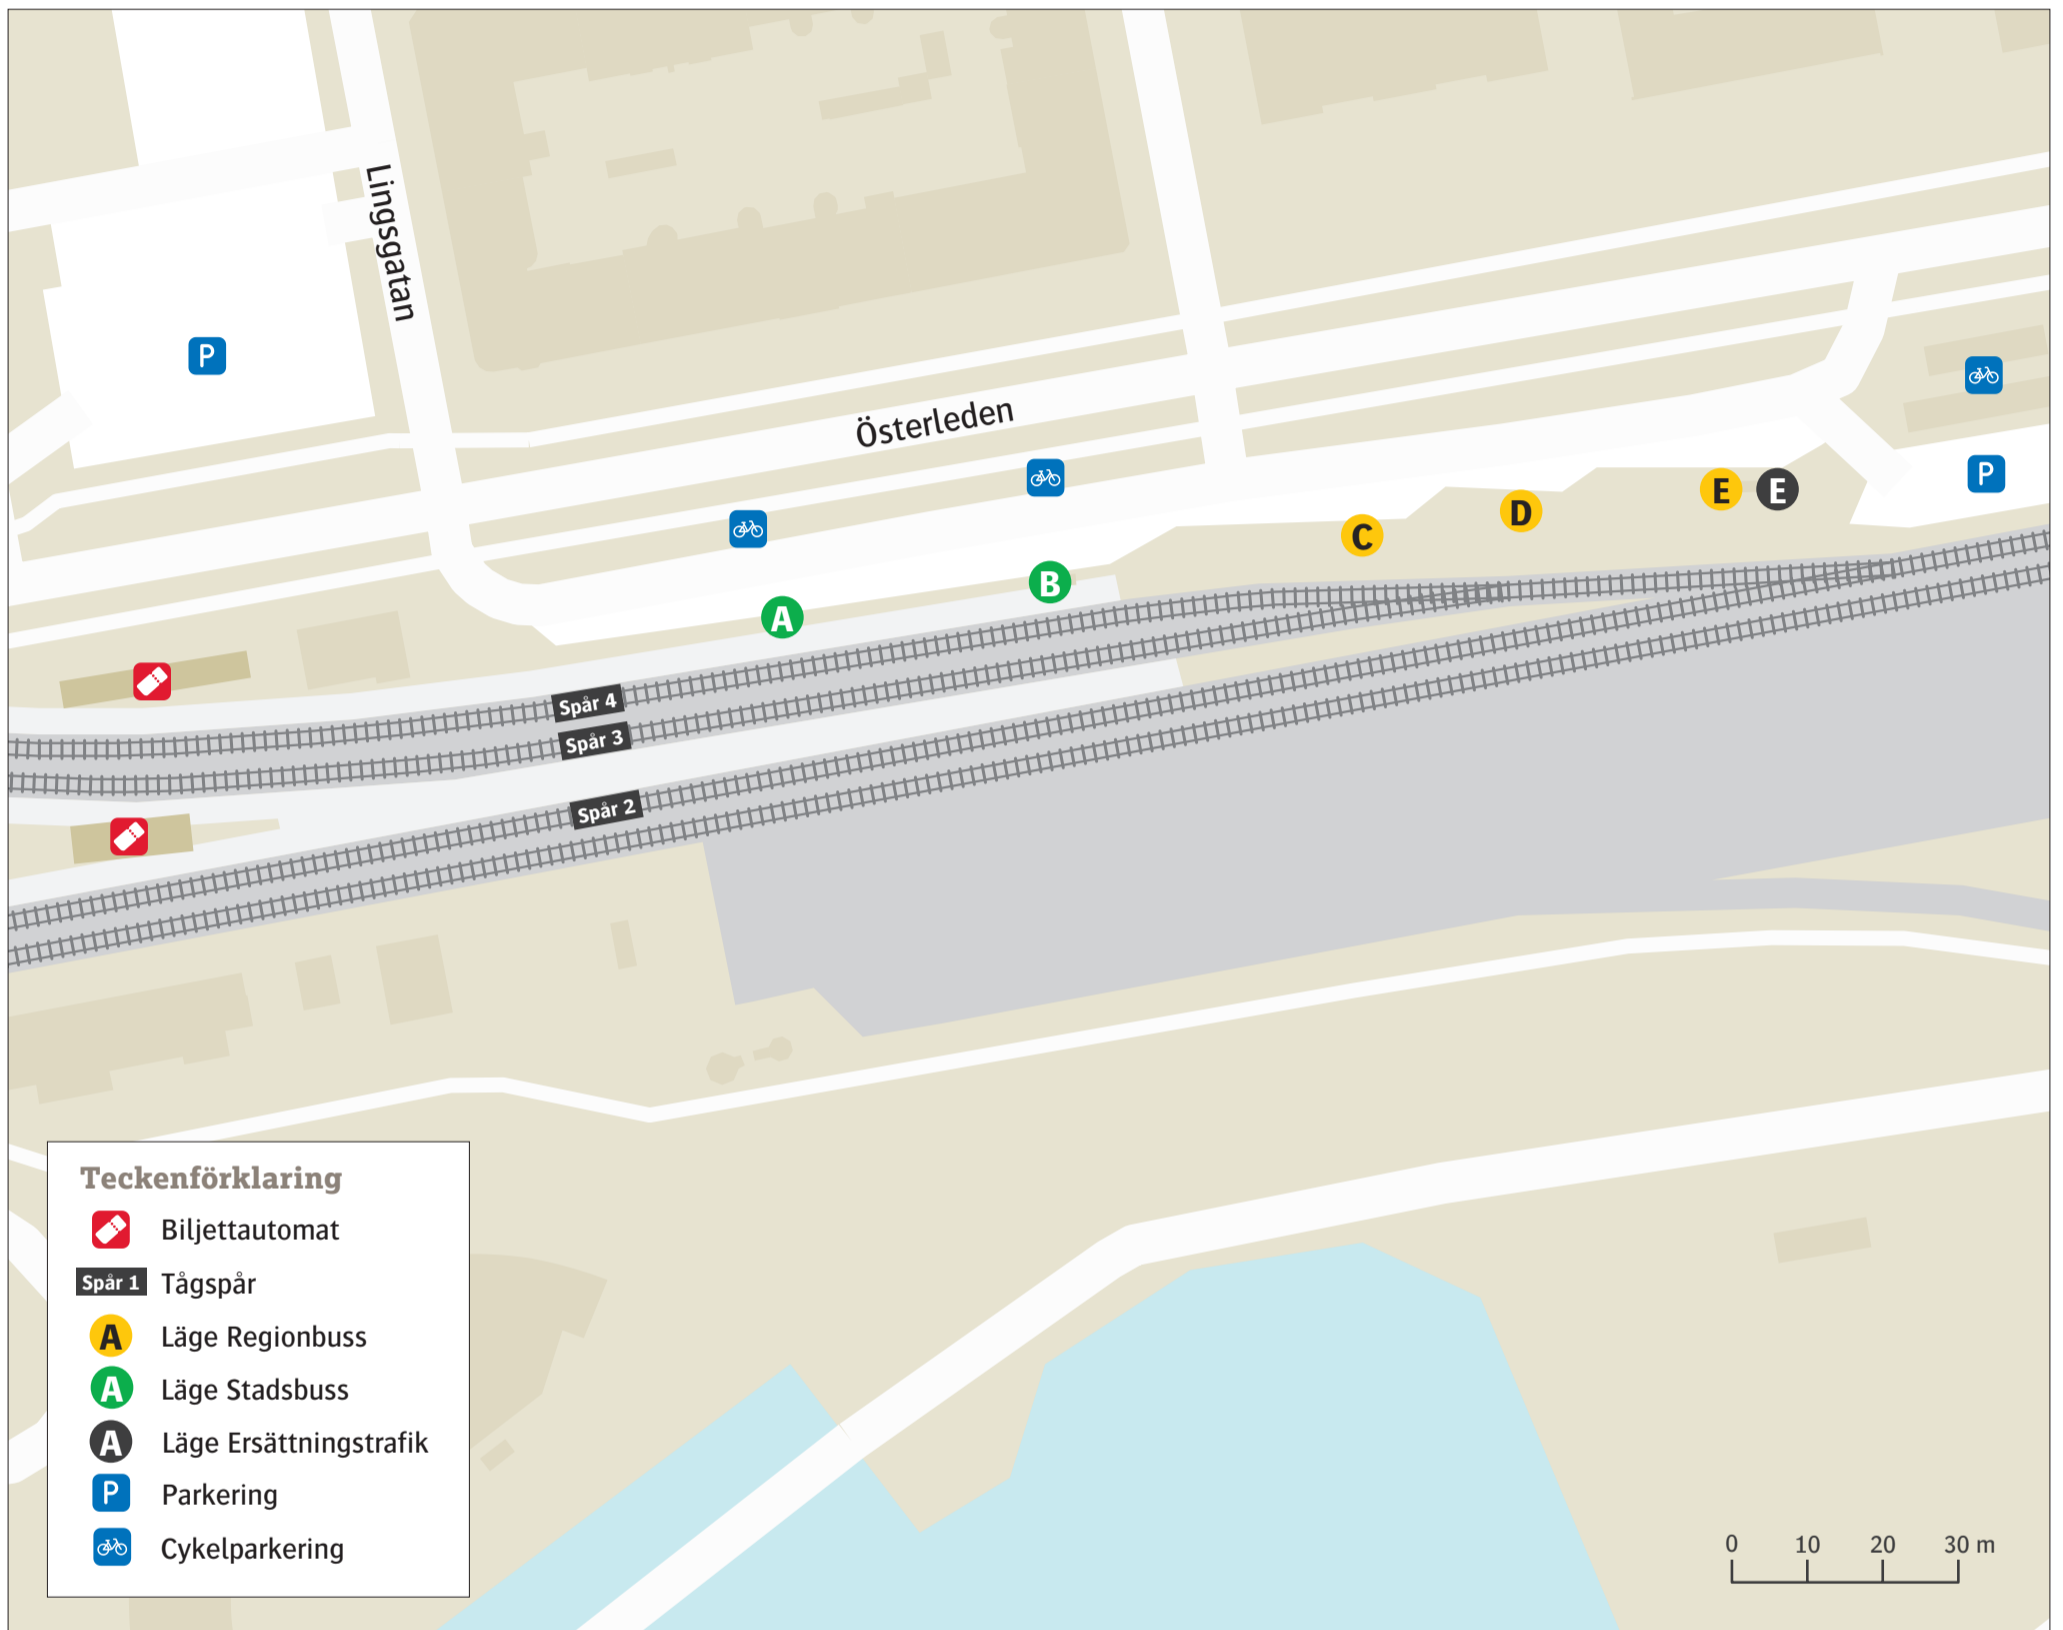 Lingsgatan
P
Österleden
P
E
E
D
C
B
A
Spår 4
Spår 3
Spår 2
Teckenförklaring
Biljettautomat
Spår 1 Tågspår
A Läge Regionbuss
A Läge Stadsbuss
A Läge Ersättningstrafik
P Parkering
Cykelparkering
0 10 20 30 m